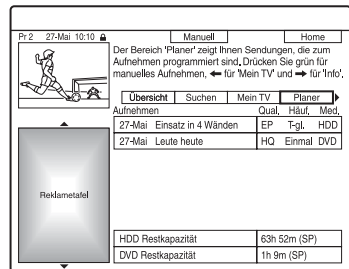 Pr 2 27-Mai 10:10
Manuell
Home
Der Bereich 'Planer' zeigt Ihnen Sendungen, die zum
Aufnehmen programmiert sind. Drücken Sie grün für
manuelles Aufnehmen, ← für 'Mein TV' und → für 'Info'.
Übersicht Suchen Mein TV Planer
Aufnehmen Qual. Häuf. Med.
27-Mai Einsatz in 4 Wänden EP T-gl. HDD
27-Mai Leute heute HQ Einmal DVD
Reklametafel
HDD Restkapazität 63h 52m (SP)
DVD Restkapazität 1h 9m (SP)